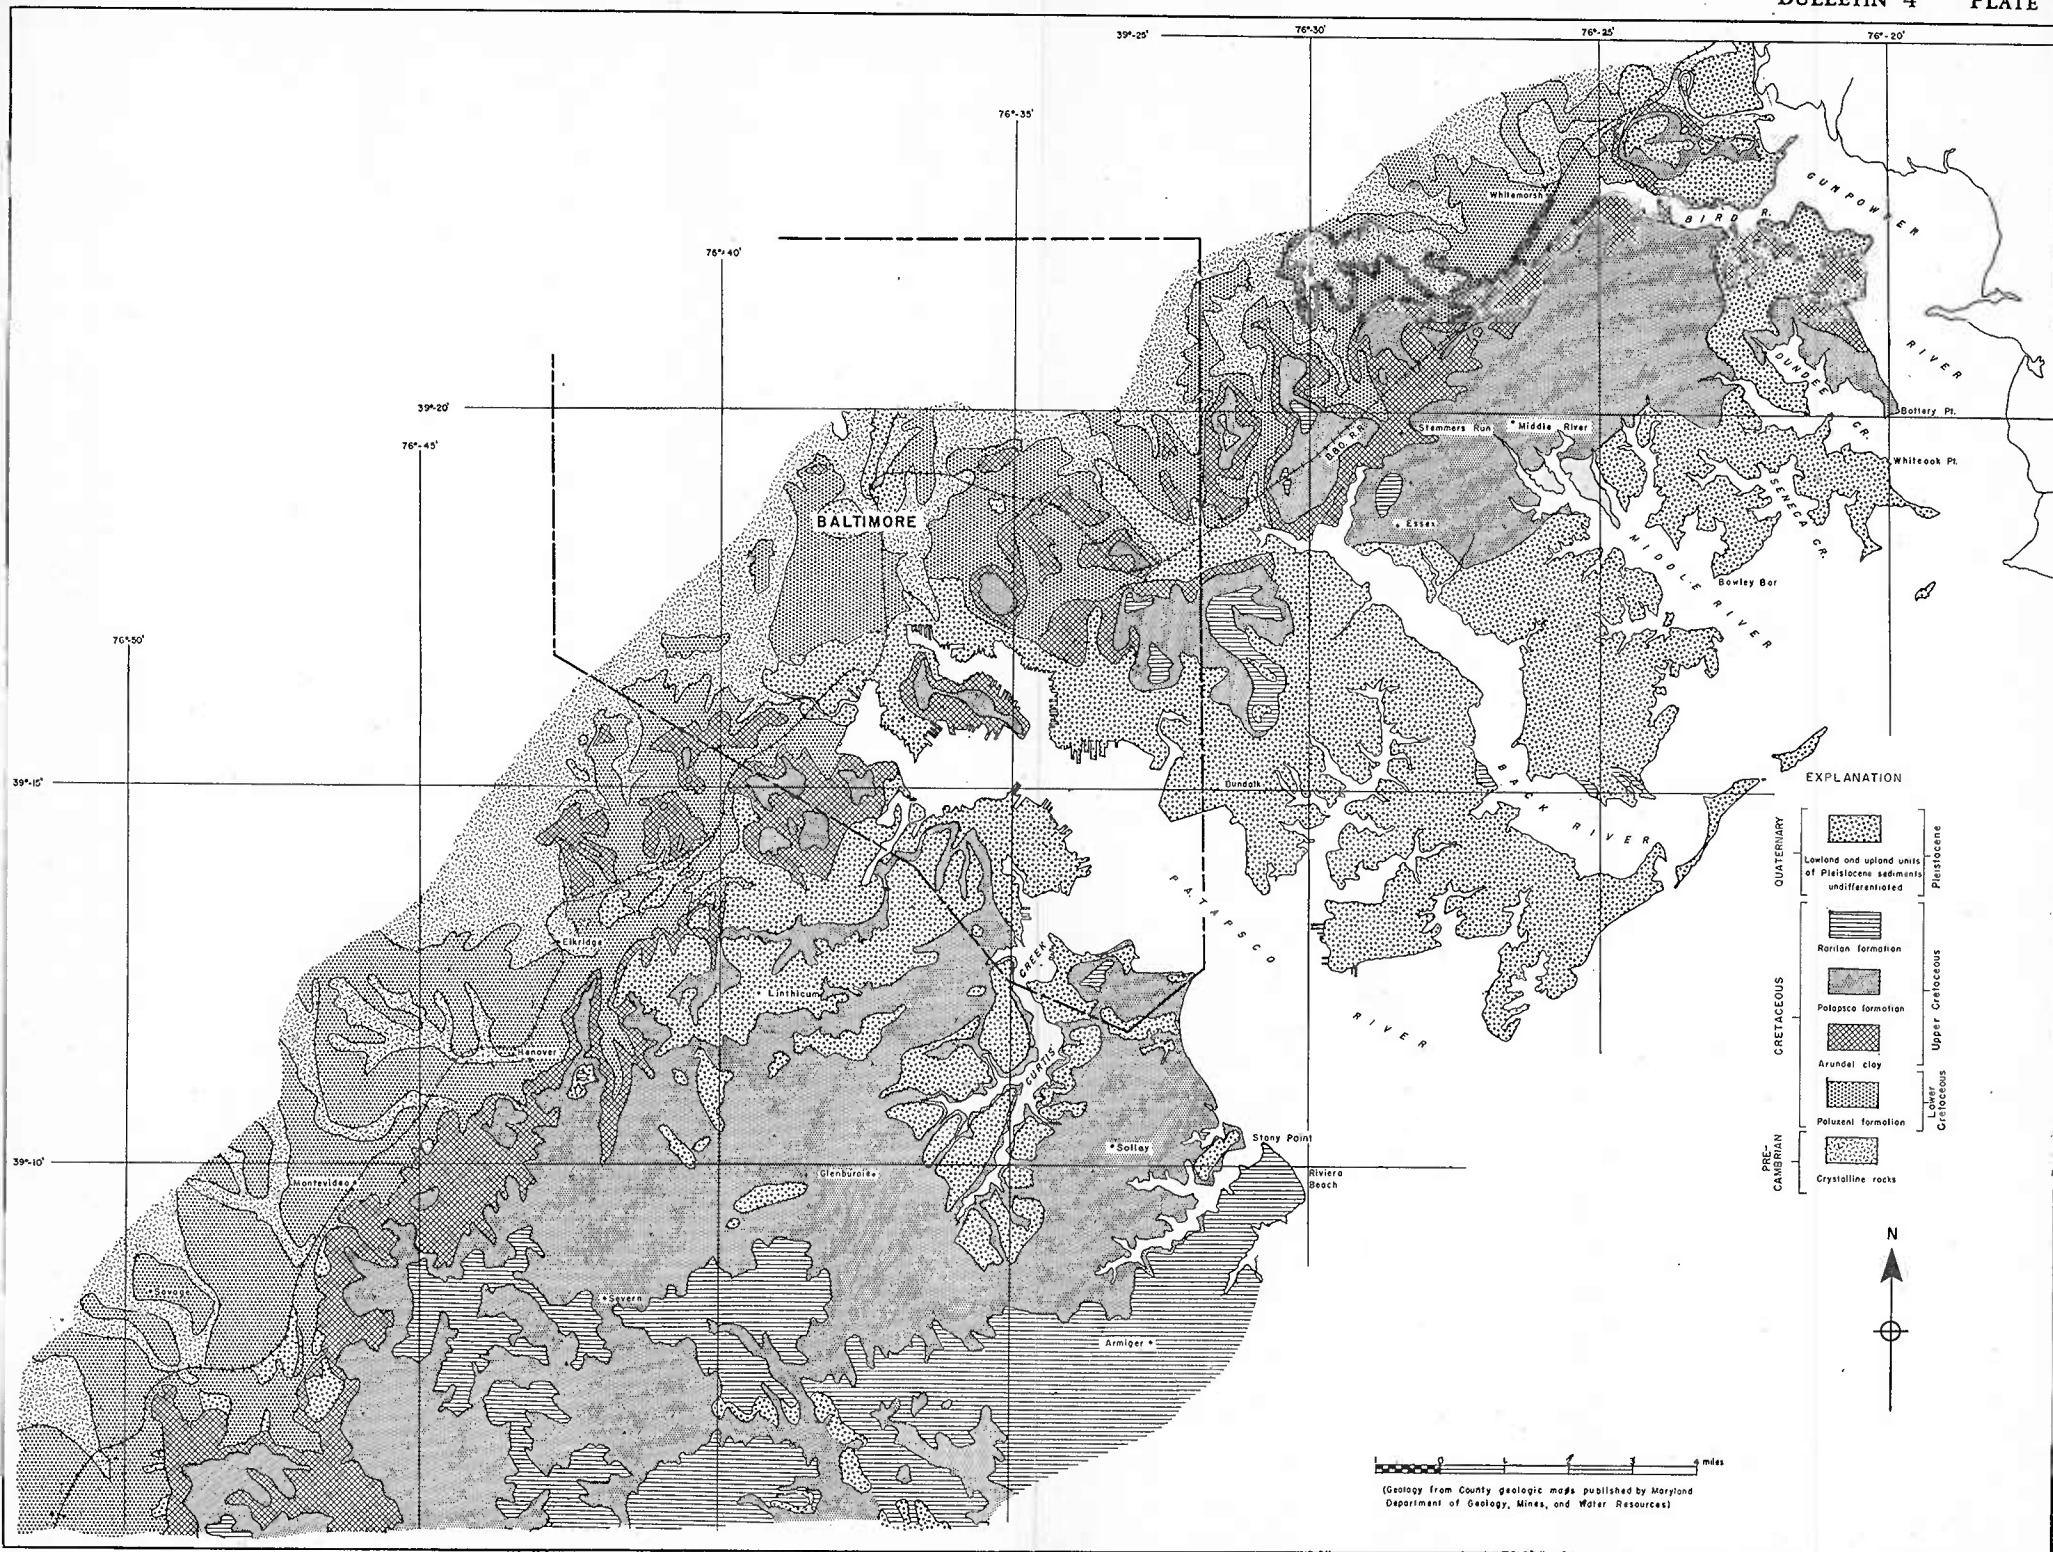 BULLETIN 4 PLATE
39°-25'
76°-30'
76°-25'
76°-20'
76°-35'
76°-40'
39°-20'
76°-45'
76°-50'
39°-15'
39°-10'
Whitemarsh
BIRD R.
GUNPOWDER
RIVER
DUNDEE
CR.
Battery Pt.
Stemmers Run
Middle River
B&O. R.R.
Whiteoak Pt.
SENECA CR.
BALTIMORE
Essex
MIDDLE RIVER
Bowley Bar
Dundalk
BACK RIVER
PATAPSCO
RIVER
Elkridge
CREEK
Linthicum
Hanover
CURTIS
Solley
Stony Point
Riviera
Beach
Montevideo
Glenburnie
Savage
Severn
Armiger
EXPLANATION
QUATERNARY
Lowland and upland units
of Pleistocene sediments
undifferentiated
Pleistocene
CRETACEOUS
Raritan formation
Patapsco formation
Arundel clay
Upper Cretaceous
Patuxent formation
Lower
Cretaceous
PRE-
CAMBRIAN
Crystalline rocks
N
1 0 1 2 3 4 miles
(Geology from County geologic maps published by Maryland
Department of Geology, Mines, and Water Resources)